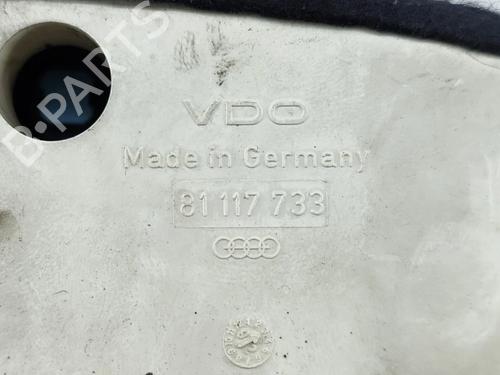 B-PARTS
VDO
Made in Germany
81 117 733